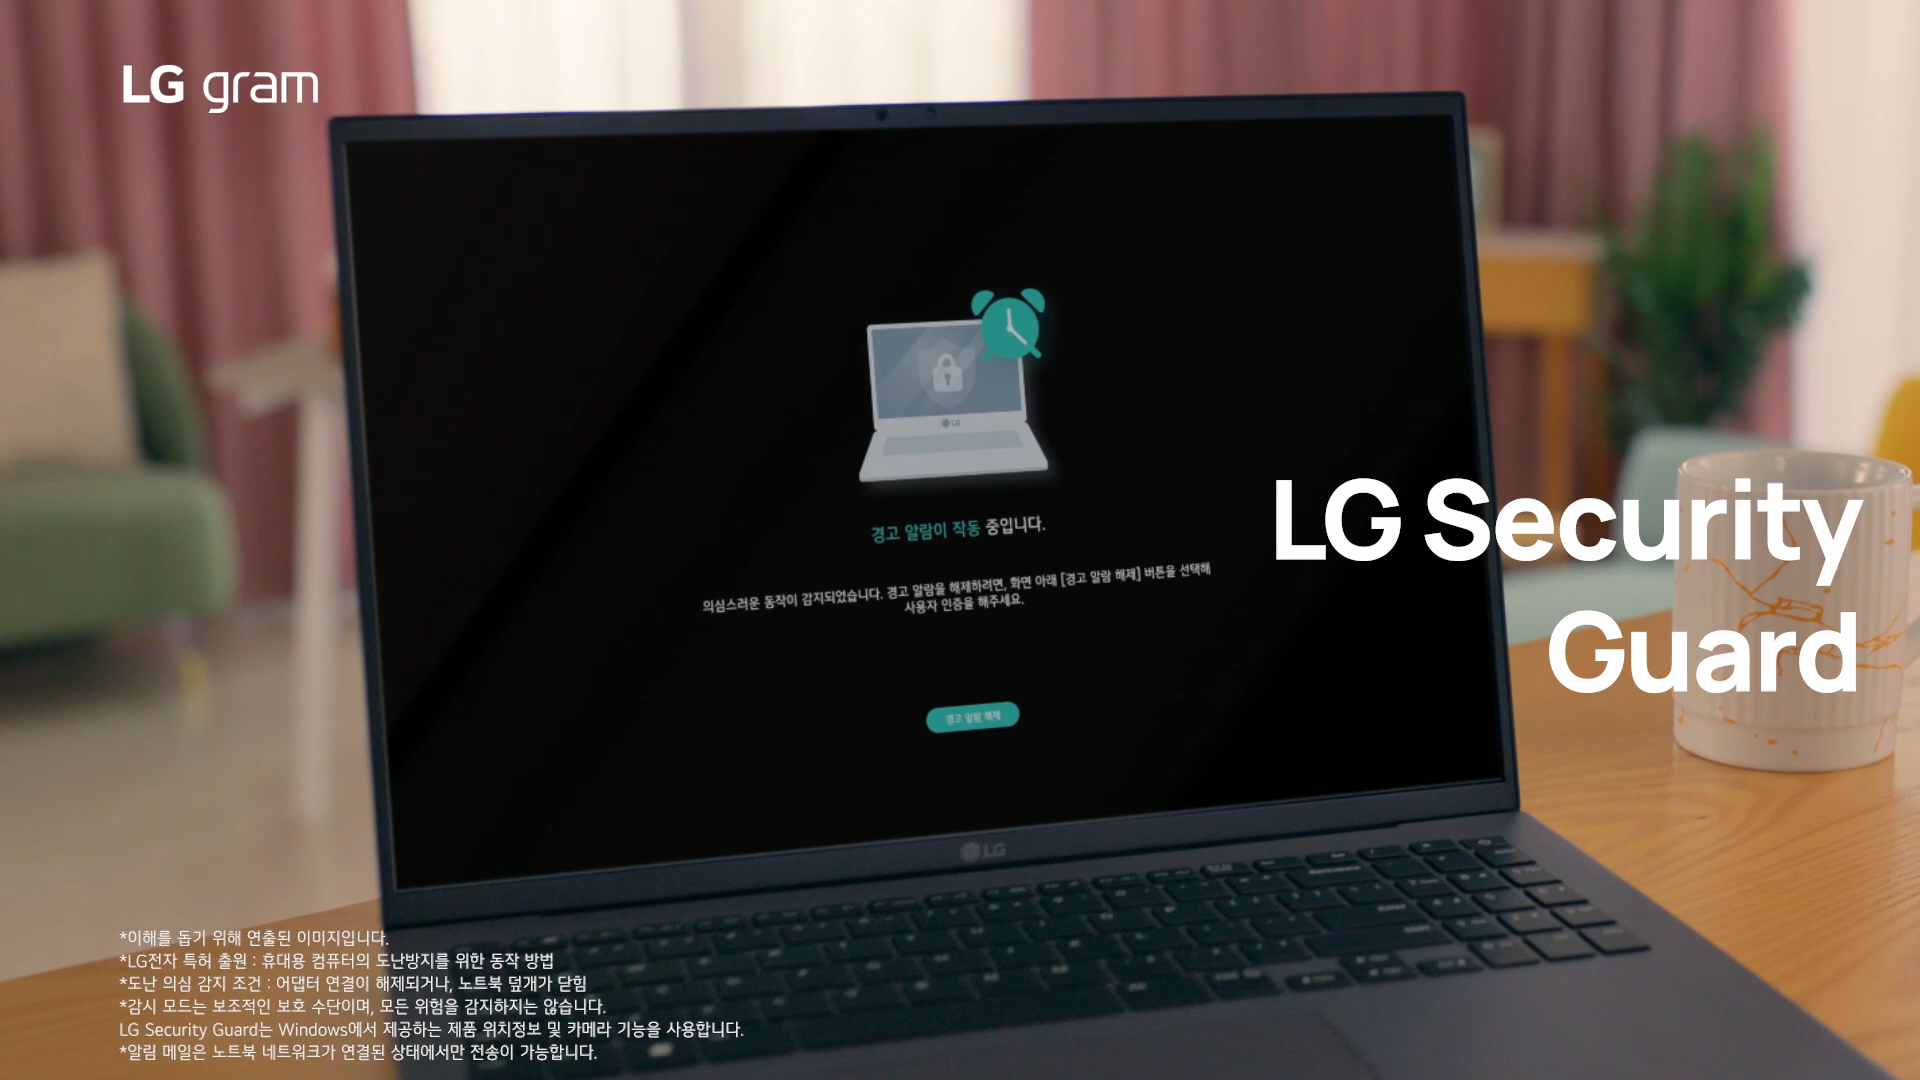 LG gram
경고 알람이 작동 중입니다.
의심스러운 동작이 감지되었습니다. 경고 알람을 해제하려면, 화면 아래 [경고 알람 해제] 버튼을 선택해
사용자 인증을 해주세요.
경고 알람 해제
LG Security
Guard
LG
*이해를 돕기 위해 연출된 이미지입니다.
*LG전자 특허 출원 : 휴대용 컴퓨터의 도난방지를 위한 동작 방법
*도난 의심 감지 조건 : 어댑터 연결이 해제되거나, 노트북 덮개가 닫힘
*감시 모드는 보조적인 보호 수단이며, 모든 위험을 감지하지는 않습니다.
LG Security Guard는 Windows에서 제공하는 제품 위치정보 및 카메라 기능을 사용합니다.
*알림 메일은 노트북 네트워크가 연결된 상태에서만 전송이 가능합니다.